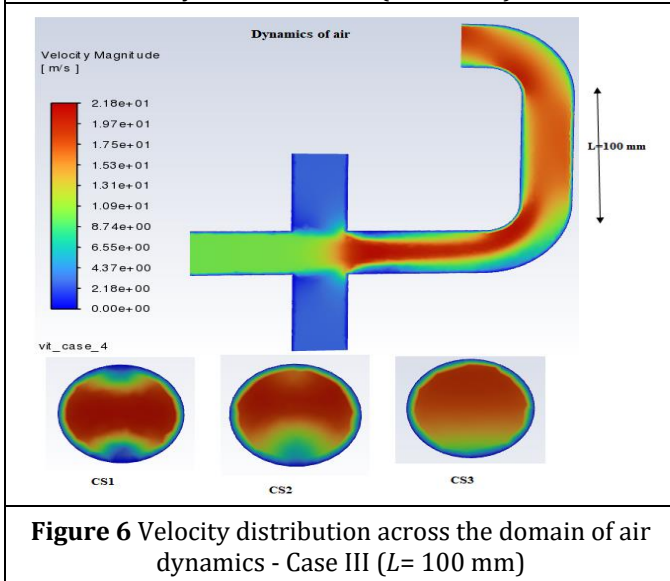 Dynamics of air
Velocity Magnitude
[ m/s ]
2.18e+01
1.97e+01
1.75e+01
1.53e+01
1.31e+01
1.09e+01
8.74e+00
6.55e+00
4.37e+00
2.18e+00
0.00e+00
L=100 mm
vit_case_4
CS1
CS2
CS3
Figure 6 Velocity distribution across the domain of air
dynamics - Case III (L= 100 mm)